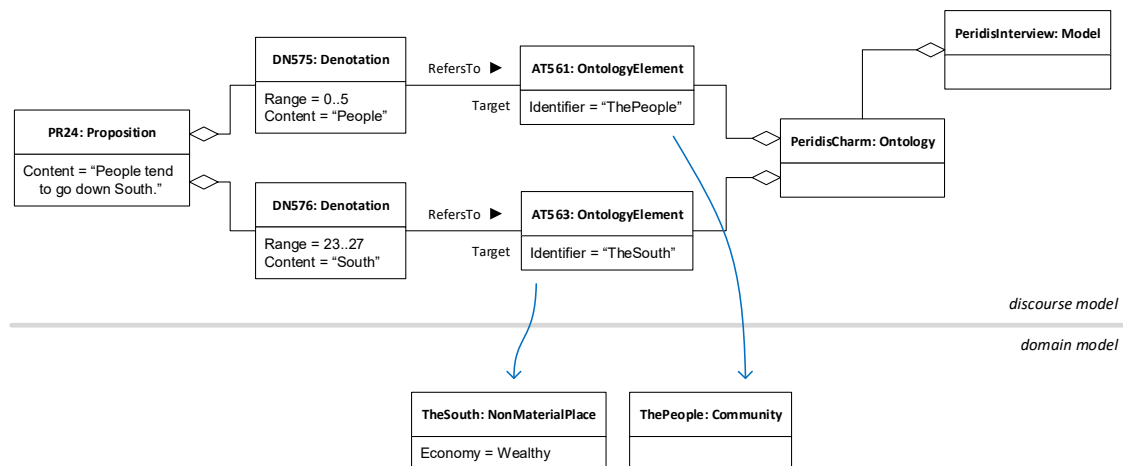 PeridisInterview: Model
DN575: Denotation
Range = 0..5
Content = “People”
RefersTo ►
Target
AT561: OntologyElement
Identifier = “ThePeople”
PR24: Proposition
Content = “People tend
to go down South.”
PeridisCharm: Ontology
DN576: Denotation
Range = 23..27
Content = “South”
RefersTo ►
Target
AT563: OntologyElement
Identifier = “TheSouth”
discourse model
domain model
TheSouth: NonMaterialPlace
Economy = Wealthy
ThePeople: Community